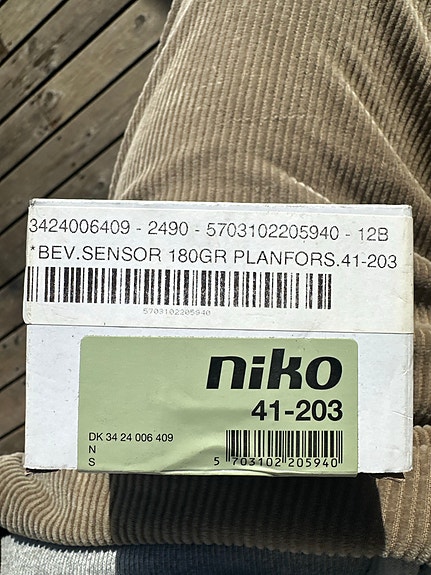 3424006409 - 2490 - 5703102205940 - 12B
*BEV.SENSOR 180GR PLANFORS.41-203
5703102205940
niko
41-203
DK 34 24 006 409
N
S
5 703102 205940